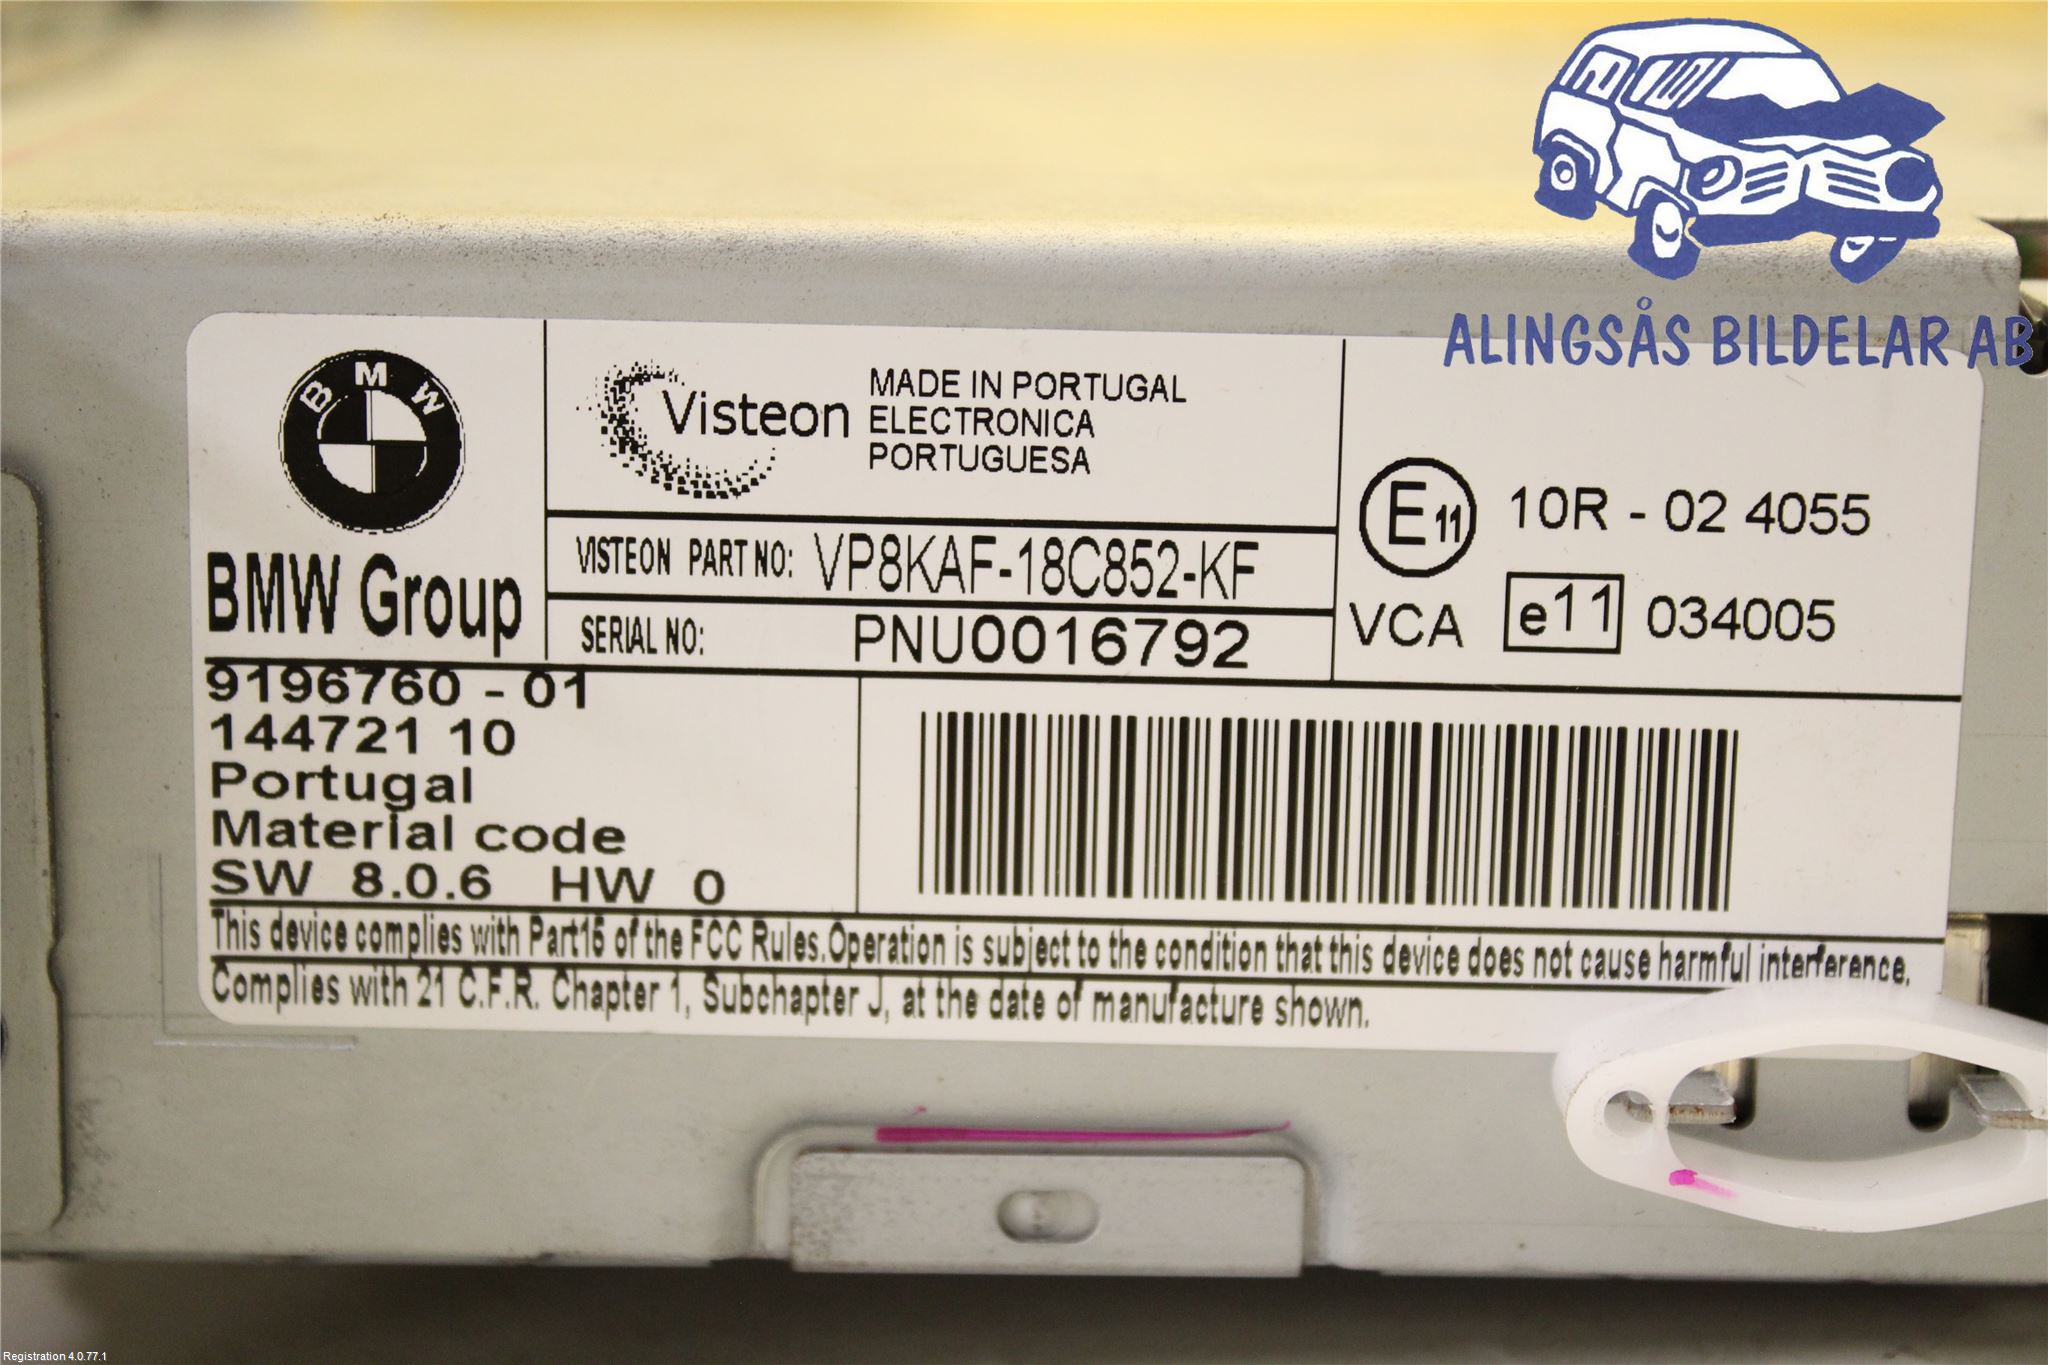 ALINGSÅS BILDELAR AB
B M W
BMW Group
Visteon
MADE IN PORTUGAL
ELECTRONICA
PORTUGUESA
VISTEON PART NO: VP8KAF-18C852-KF
SERIAL NO: PNU0016792
E11 10R - 02 4055
VCA e11 034005
9196760 - 01
144721 10
Portugal
Material code
SW 8.0.6 HW 0
This device complies with Part15 of the FCC Rules.Operation is subject to the condition that this device does not cause harmful interference.
Complies with 21 C.F.R. Chapter 1, Subchapter J, at the date of manufacture shown.
Registration 4.0.77.1